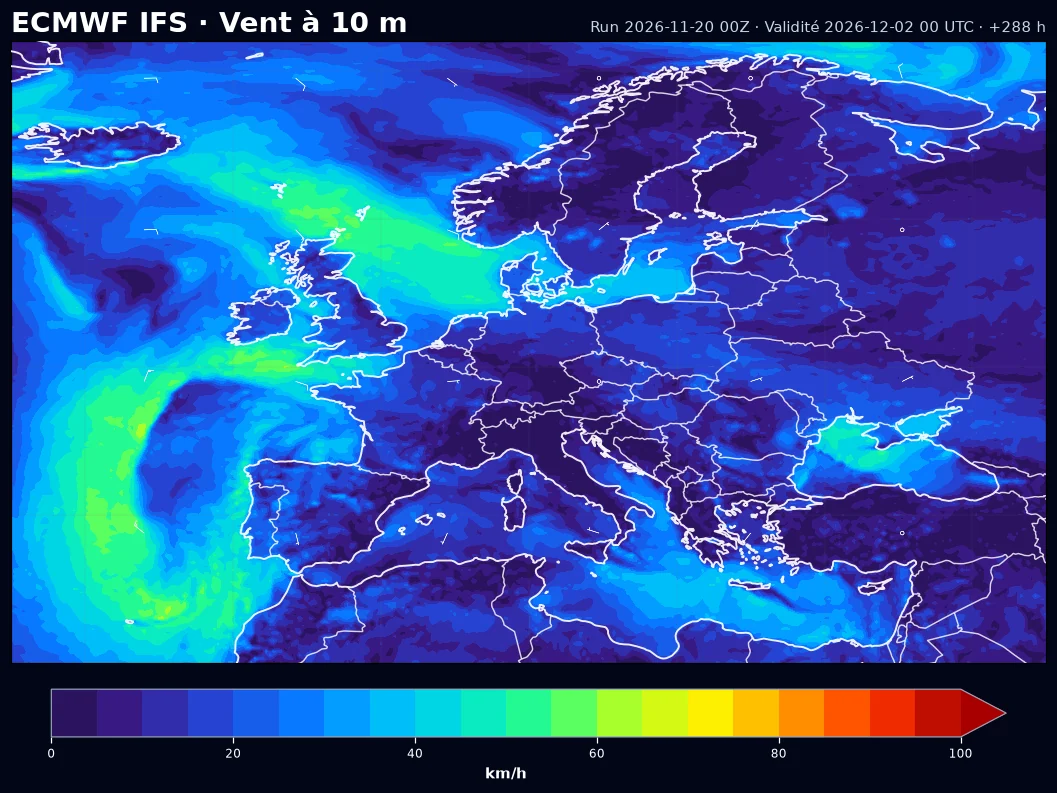 ECMWF IFS · Vent à 10 m
Run 2026-11-20 00Z · Validité 2026-12-02 00 UTC · +288 h
0 20 40 60 80 100
km/h